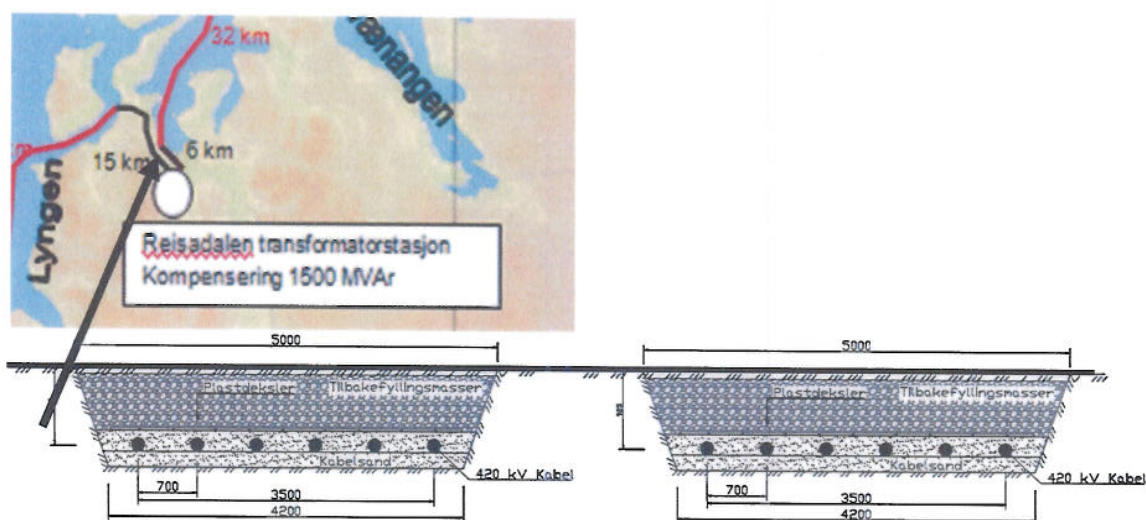 32 km
15 km
6 km
Lyngen
Reisadalen transformatorstasjon
Kompensering 1500 MVAr
5000
Plastdeksler
Tilbakefyllingsmasser
Kabelsand
420 kV Kabel
700
3500
4200
5000
Plastdeksler
Tilbakefyllingsmasser
Kabelsand
420 kV Kabel
700
3500
4200